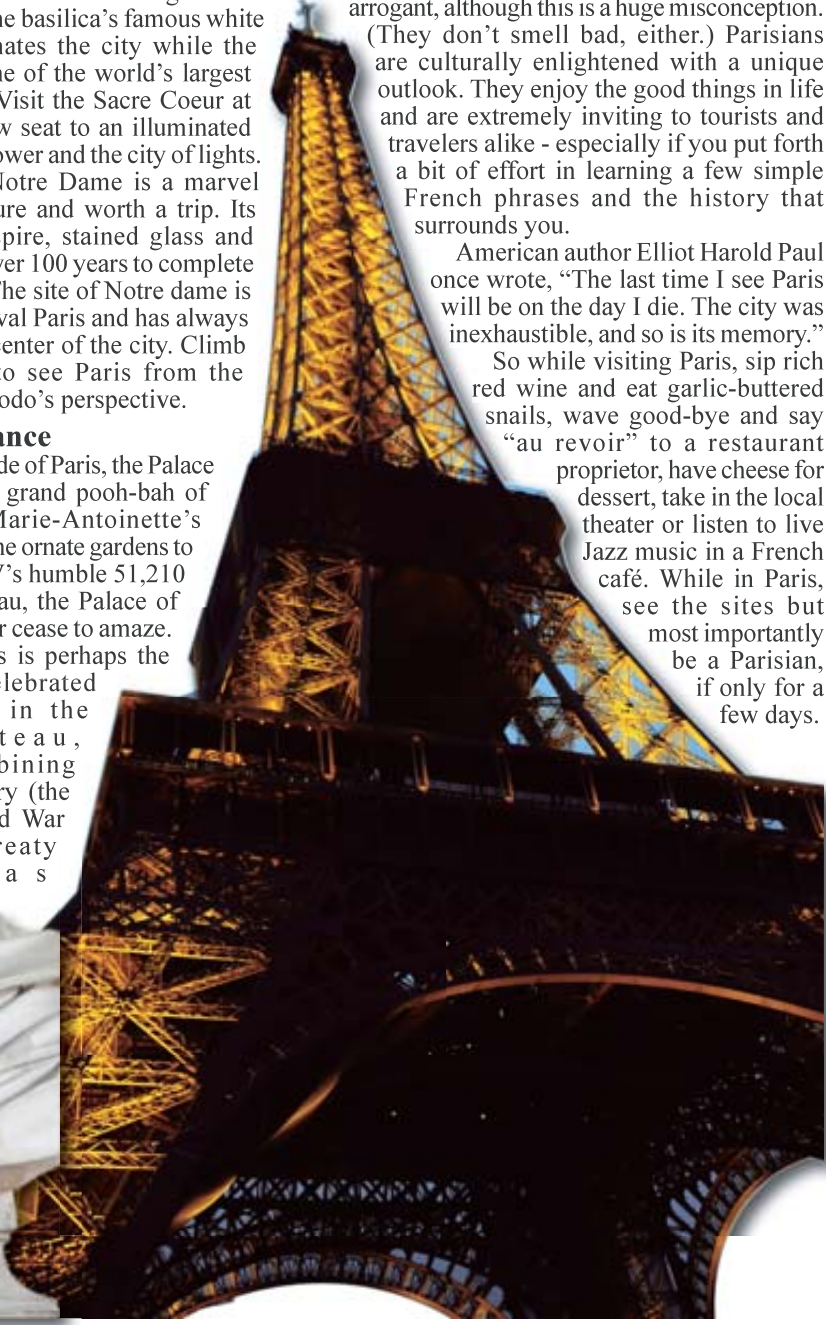 he basilica’s famous white
nates the city while the
ne of the world’s largest
Visit the Sacre Coeur at
w seat to an illuminated
ower and the city of lights.
Notre Dame is a marvel
ure and worth a trip. Its
spire, stained glass and
ver 100 years to complete
The site of Notre dame is
val Paris and has always
center of the city. Climb
to see Paris from the
odo’s perspective.
ance
de of Paris, the Palace
grand pooh-bah of
Marie-Antoinette’s
he ornate gardens to
V’s humble 51,210
au, the Palace of
r cease to amaze.
s is perhaps the
elebrated
in the
teau,
bining
ry (the
d War
reaty
as
arrogant, although this is a huge misconception.
(They don’t smell bad, either.) Parisians
are culturally enlightened with a unique
outlook. They enjoy the good things in life
and are extremely inviting to tourists and
travelers alike - especially if you put forth
a bit of effort in learning a few simple
French phrases and the history that
surrounds you.
American author Elliot Harold Paul
once wrote, “The last time I see Paris
will be on the day I die. The city was
inexhaustible, and so is its memory.”
So while visiting Paris, sip rich
red wine and eat garlic-buttered
snails, wave good-bye and say
“au revoir” to a restaurant
proprietor, have cheese for
dessert, take in the local
theater or listen to live
Jazz music in a French
café. While in Paris,
see the sites but
most importantly
be a Parisian,
if only for a
few days.